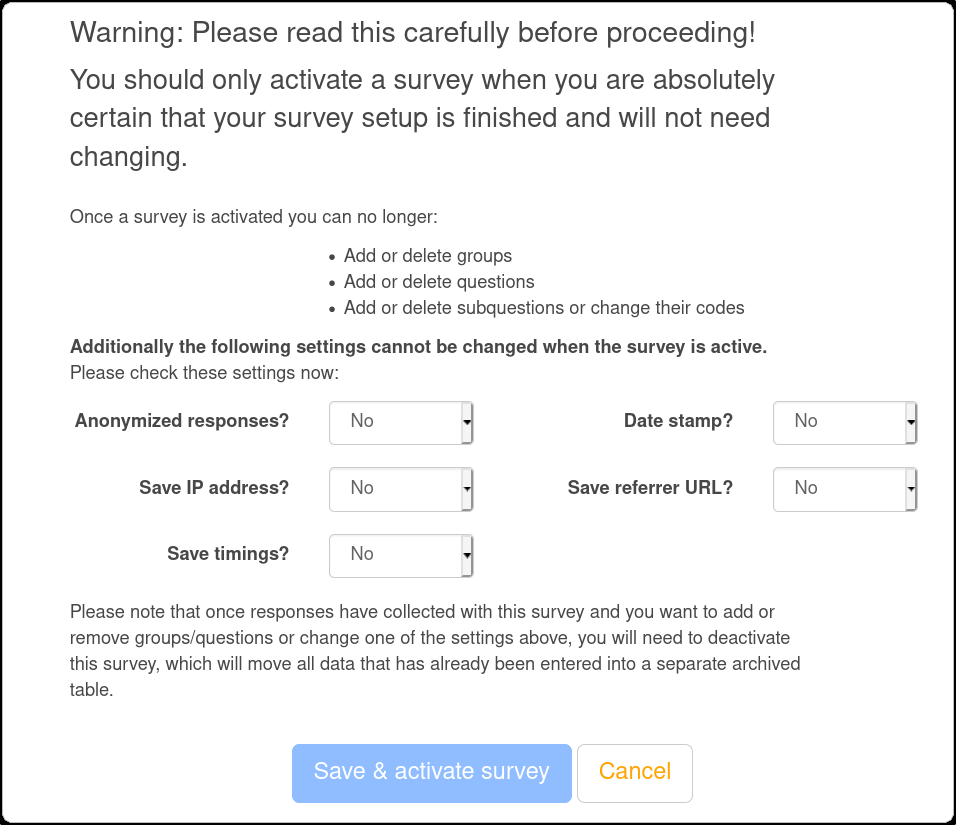 Warning: Please read this carefully before proceeding!
You should only activate a survey when you are absolutely
certain that your survey setup is finished and will not need
changing.
Once a survey is activated you can no longer:
• Add or delete groups
• Add or delete questions
• Add or delete subquestions or change their codes
Additionally the following settings cannot be changed when the survey is active.
Please check these settings now:
Anonymized responses? No Date stamp? No
Save IP address? No Save referrer URL? No
Save timings? No
Please note that once responses have collected with this survey and you want to add or
remove groups/questions or change one of the settings above, you will need to deactivate
this survey, which will move all data that has already been entered into a separate archived
table.
Save & activate survey Cancel